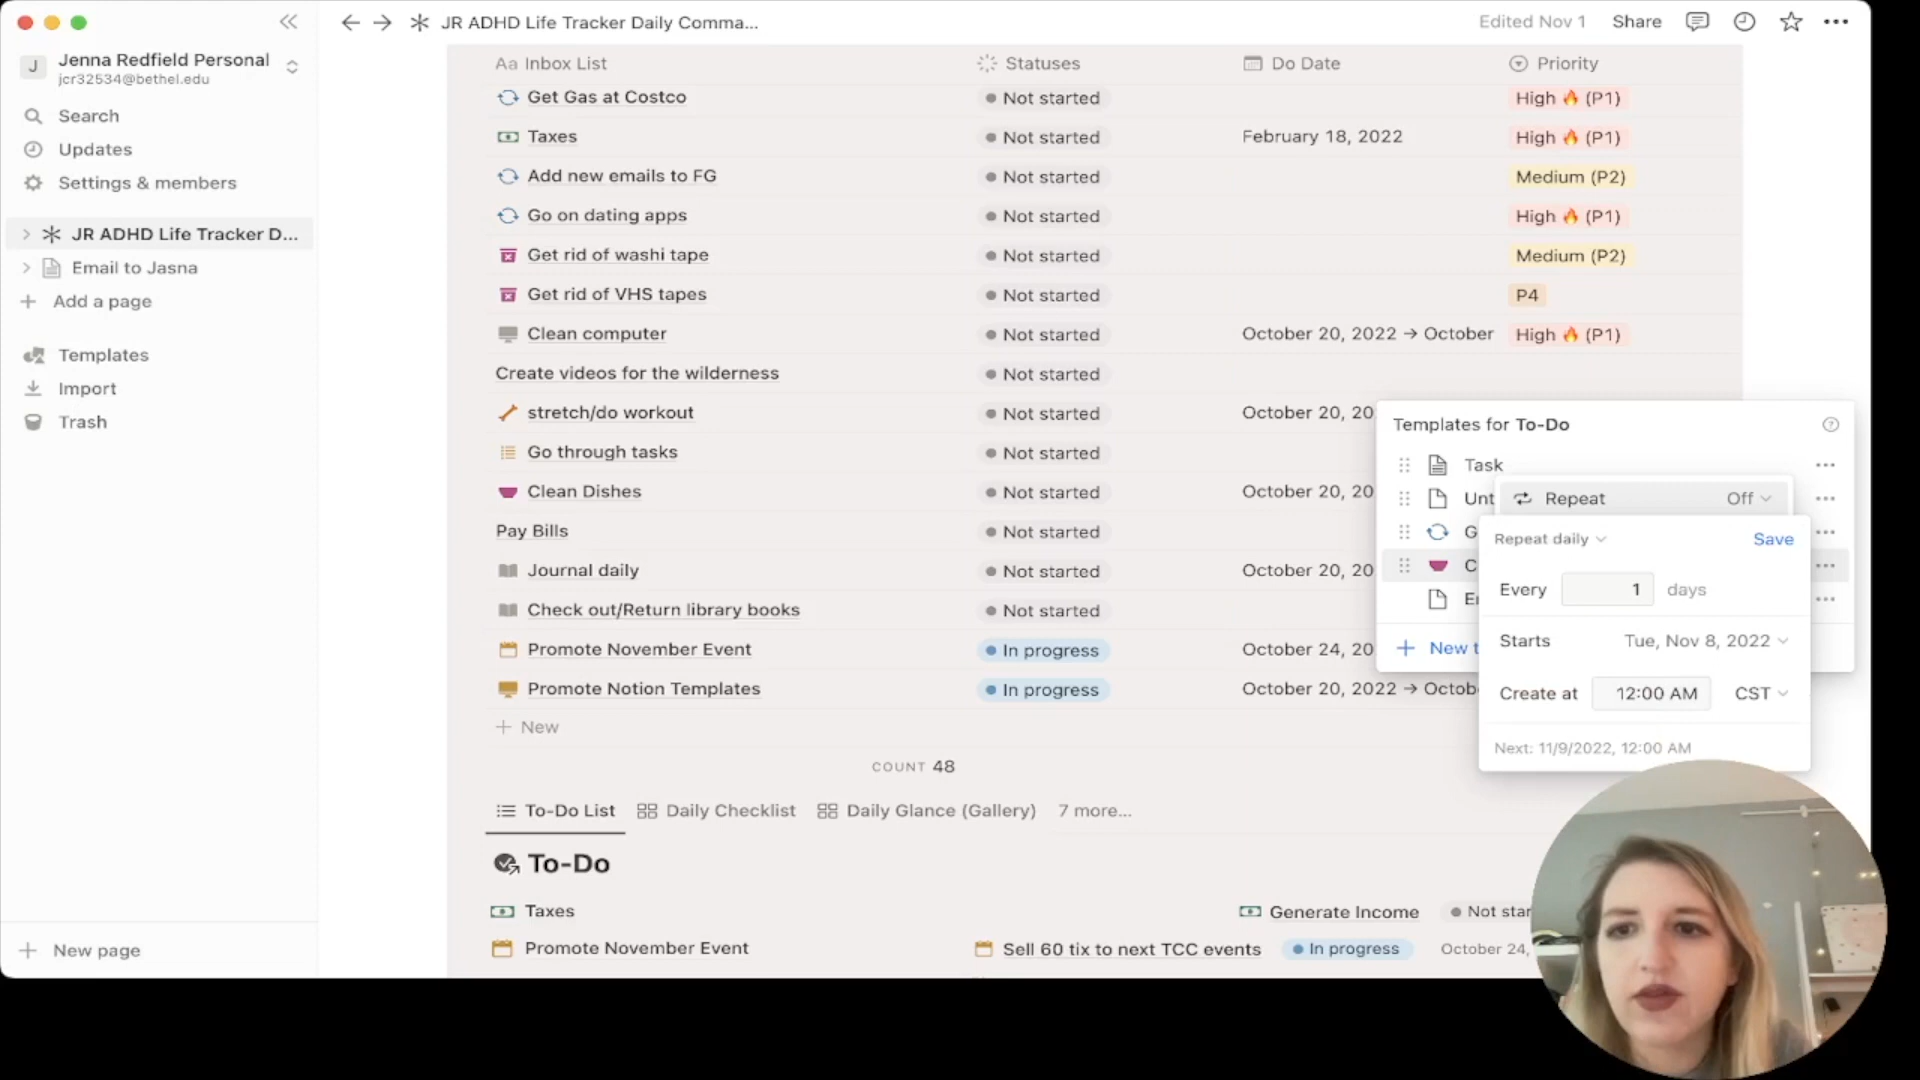 JR ADHD Life Tracker Daily Comma...
Edited Nov 1
Share
J
Jenna Redfield Personal
jcr32534@bethel.edu
Search
Updates
Settings & members
JR ADHD Life Tracker D...
Email to Jasna
Add a page
Templates
Import
Trash
New page
Aa Inbox List Statuses Do Date Priority
Get Gas at Costco Not started High 🔥 (P1)
Taxes Not started February 18, 2022 High 🔥 (P1)
Add new emails to FG Not started Medium (P2)
Go on dating apps Not started High 🔥 (P1)
Get rid of washi tape Not started Medium (P2)
Get rid of VHS tapes Not started P4
Clean computer Not started October 20, 2022 → October High 🔥 (P1)
Create videos for the wilderness Not started
stretch/do workout Not started October 20, 20
Go through tasks Not started
Clean Dishes Not started October 20, 20
Pay Bills Not started
Journal daily Not started October 20, 20
Check out/Return library books Not started
Promote November Event In progress October 24, 20
Promote Notion Templates In progress October 20, 2022 → Octob
New
COUNT 48
Templates for To-Do
Task
Unt
G
C
New t
Repeat Off
Repeat daily Save
Every 1 days
Starts Tue, Nov 8, 2022
Create at 12:00 AM CST
Next: 11/9/2022, 12:00 AM
To-Do List Daily Checklist Daily Glance (Gallery) 7 more...
To-Do
Taxes Generate Income Not star
Promote November Event Sell 60 tix to next TCC events In progress October 24,